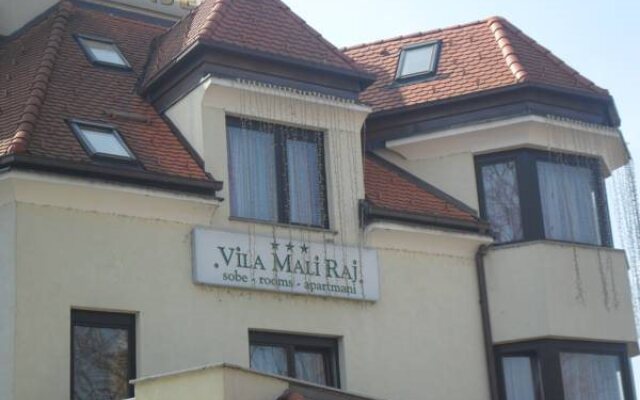 ★★★
.VILA MALI RAJ.
sobe - rooms - apartmani